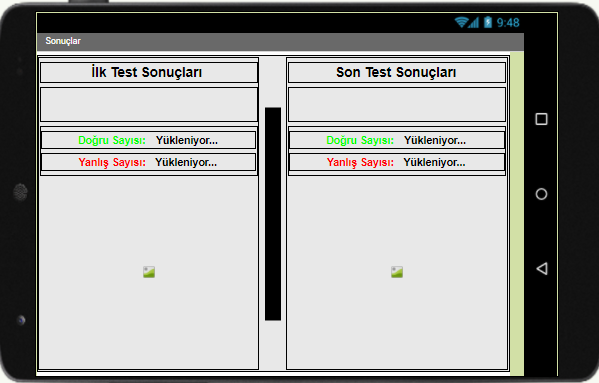 9:48
Sonuçlar
İlk Test Sonuçları
Doğru Sayısı: Yükleniyor...
Yanlış Sayısı: Yükleniyor...
Son Test Sonuçları
Doğru Sayısı: Yükleniyor...
Yanlış Sayısı: Yükleniyor...